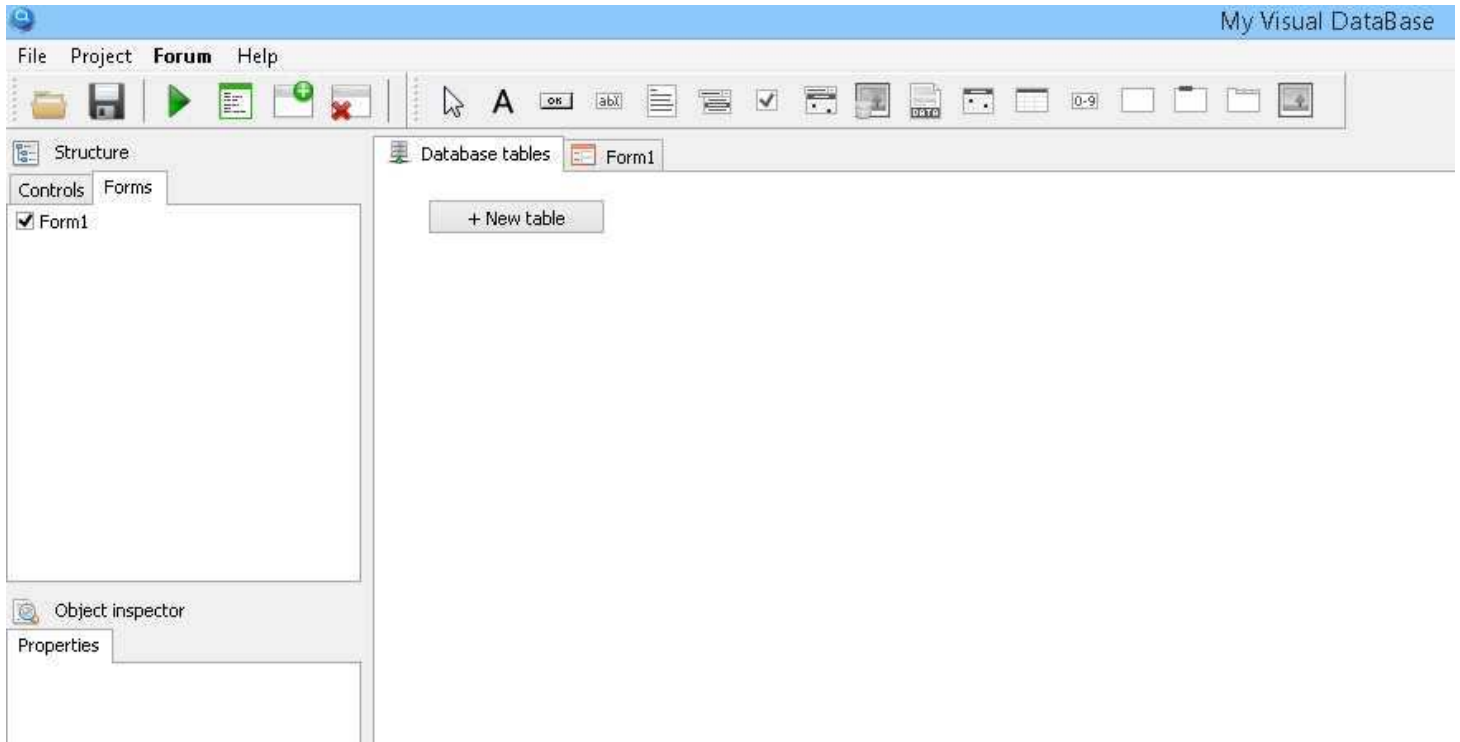 My Visual DataBase
File Project Forum Help
A OK abI DATA 0-9
Structure
Database tables Form1
Controls Forms
Form1
+ New table
Object inspector
Properties